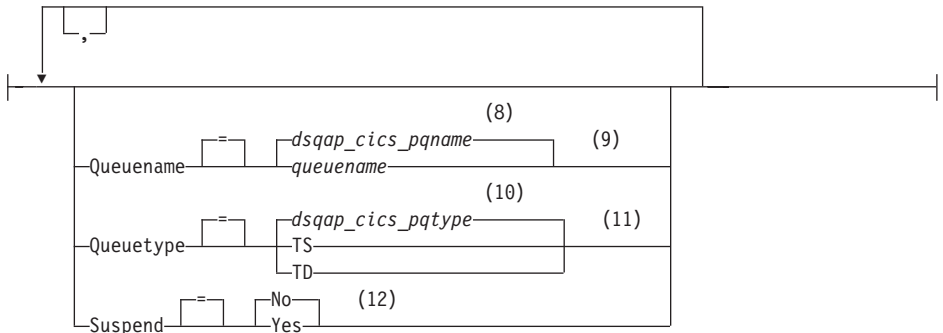 ,
(8)
= dsqap_cics_pqname (9)
Queuename queuename
(10)
= dsqap_cics_pqtype (11)
Queuetype TS
TD
= No (12)
Suspend Yes